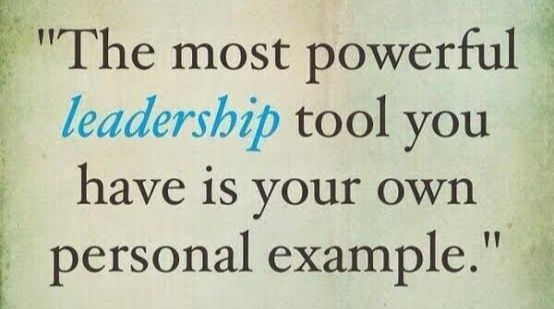 "The most powerful
leadership tool you
have is your own
personal example."